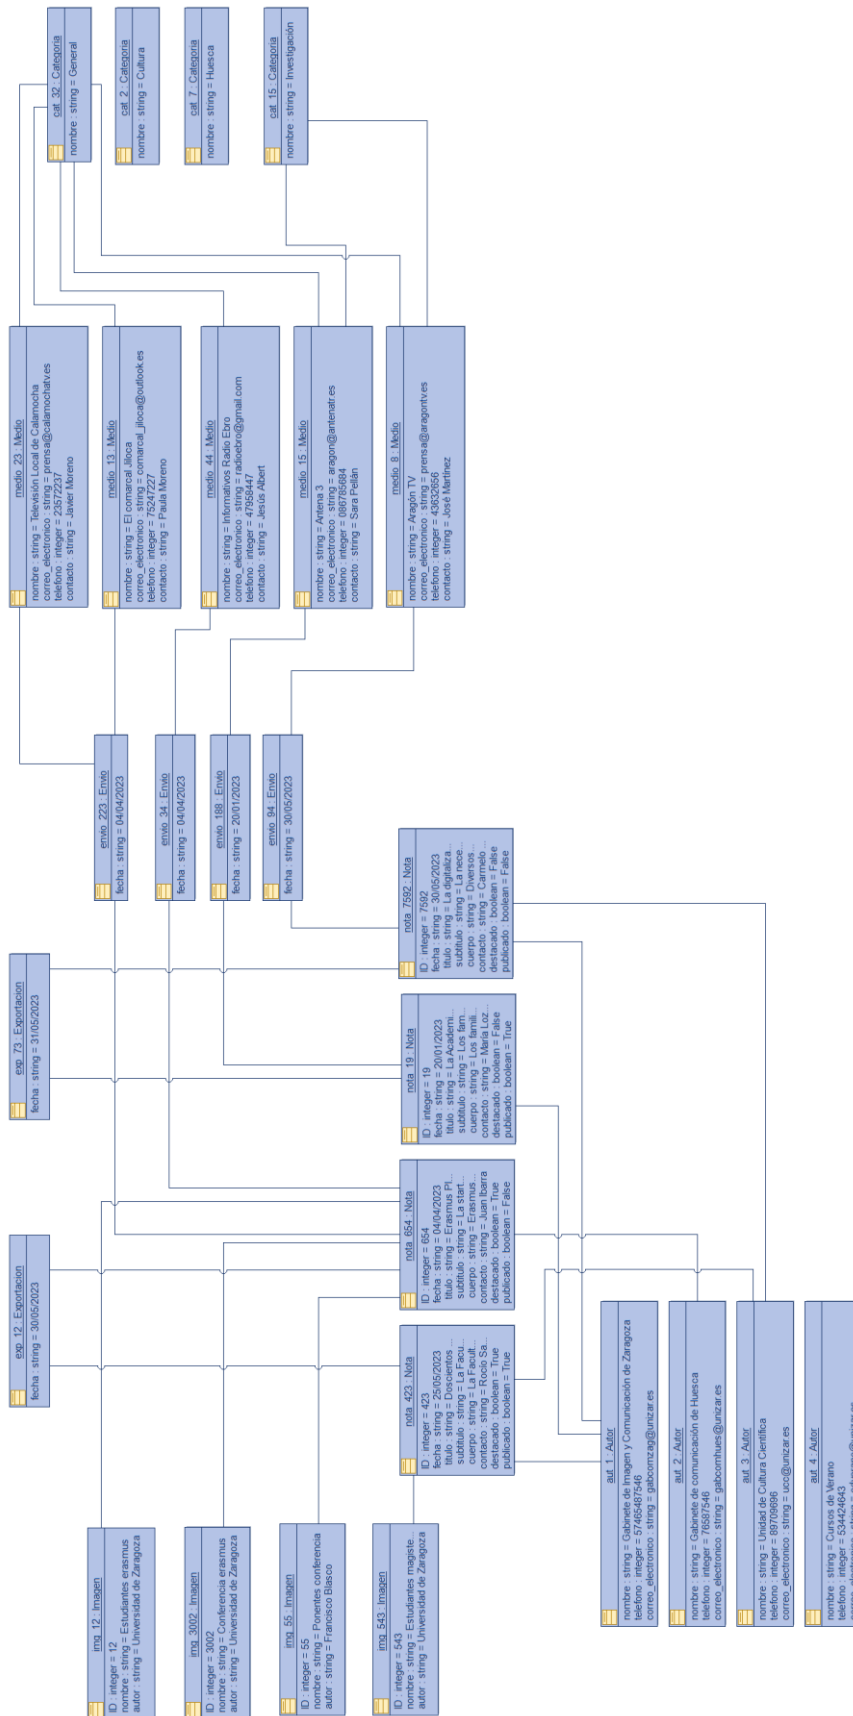 cat_32 : Categoria
nombre : string = General
cat_2 : Categoria
nombre : string = Cultura
cat_7 : Categoria
nombre : string = Huesca
cat_15 : Categoria
nombre : string = Investigación
medio_23 : Medio
nombre : string = Televisión Local de Calamocha
correo_electronico : string = prensa@calamochatv.es
telefono : integer = 23572237
contacto : string = Javier Moreno
medio_13 : Medio
nombre : string = El comarcal Jiloca
correo_electronico : string = comarcal_jiloca@outlook.es
telefono : integer = 75247227
contacto : string = Paula Moreno
medio_44 : Medio
nombre : string = Informativos Radio Ebro
correo_electronico : string = radioebro@gmail.com
telefono : integer = 47958447
contacto : string = Jesús Albert
medio_15 : Medio
nombre : string = Antena 3
correo_electronico : string = aragon@antenatr.es
telefono : integer = 086785684
contacto : string = Sara Pellán
medio_8 : Medio
nombre : string = Aragón TV
correo_electronico : string = prensa@aragontv.es
telefono : integer = 43632656
contacto : string = José Martínez
envio_223 : Envio
fecha : string = 04/04/2023
envio_34 : Envio
fecha : string = 04/04/2023
envio_188 : Envio
fecha : string = 20/01/2023
envio_94 : Envio
fecha : string = 30/05/2023
exp_73 : Exportacion
fecha : string = 31/05/2023
exp_12 : Exportacion
fecha : string = 30/05/2023
nota_7592 : Nota
ID : integer = 7592
fecha : string = 30/05/2023
titulo : string = La digitaliza...
subtitulo : string = La nece...
cuerpo : string = Diversos...
contacto : string = Carmelo ...
destacado : boolean = False
publicado : boolean = False
nota_19 : Nota
ID : integer = 19
fecha : string = 20/01/2023
titulo : string = La Academi...
subtitulo : string = Los fam...
cuerpo : string = Los famili...
contacto : string = María Loz...
destacado : boolean = False
publicado : boolean = True
nota_654 : Nota
ID : integer = 654
fecha : string = 04/04/2023
titulo : string = Erasmus Pl...
subtitulo : string = La start...
cuerpo : string = Erasmus...
contacto : string = Juan Ibarra
destacado : boolean = True
publicado : boolean = False
nota_423 : Nota
ID : integer = 423
fecha : string = 25/05/2023
titulo : string = Doscientos ...
subtitulo : string = La Facu...
cuerpo : string = La Facult...
contacto : string = Rocío Sa...
destacado : boolean = True
publicado : boolean = True
img_12 : Imagen
ID : integer = 12
nombre : string = Estudiantes erasmus
autor : string = Universidad de Zaragoza
img_3002 : Imagen
ID : integer = 3002
nombre : string = Conferencia erasmus
autor : string = Universidad de Zaragoza
img_55 : Imagen
ID : integer = 55
nombre : string = Ponentes conferencia
autor : string = Francisco Blasco
img_543 : Imagen
ID : integer = 543
nombre : string = Estudiantes magiste...
autor : string = Universidad de Zaragoza
aut_1 : Autor
nombre : string = Gabinete de Imagen y Comunicación de Zaragoza
telefono : integer = 57465487546
correo_electronico : string = gabcomzag@unizar.es
aut_2 : Autor
nombre : string = Gabinete de comunicación de Huesca
telefono : integer = 76587546
correo_electronico : string = gabcomhues@unizar.es
aut_3 : Autor
nombre : string = Unidad de Cultura Científica
telefono : integer = 89709696
correo_electronico : string = ucc@unizar.es
aut_4 : Autor
nombre : string = Cursos de Verano
telefono : integer = 534424643